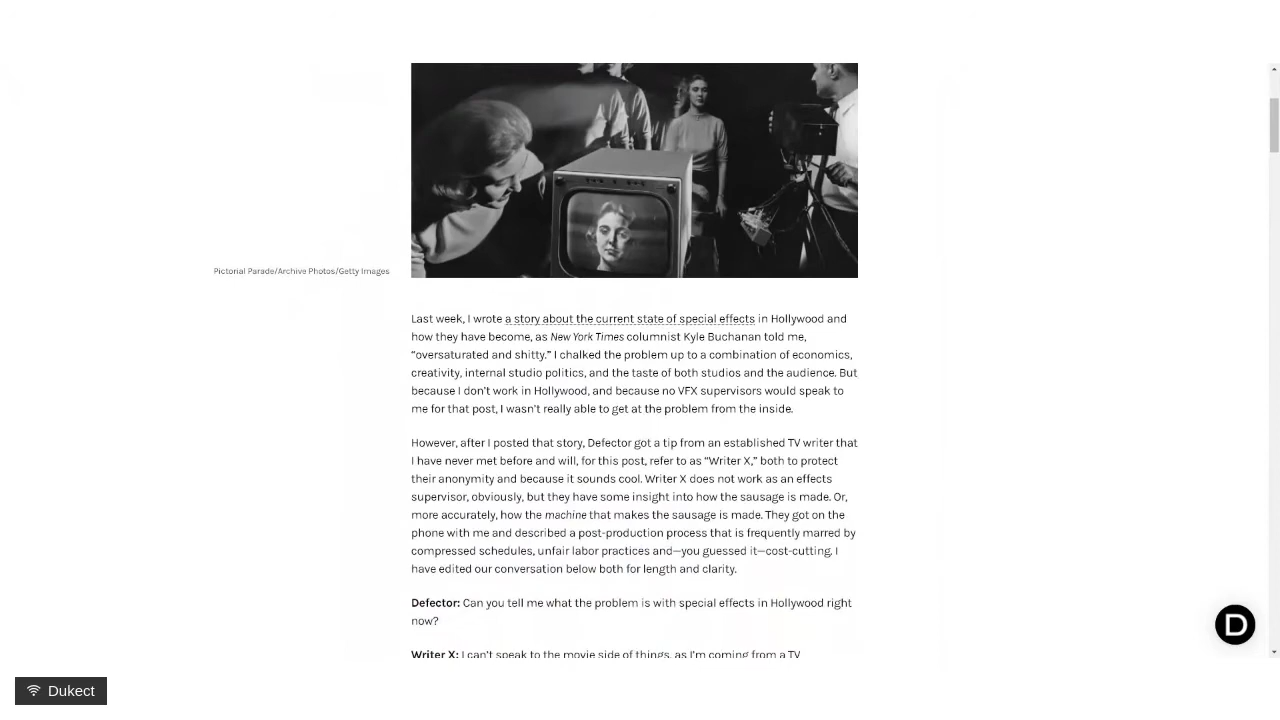 Pictorial Parade/Archive Photos/Getty Images
Last week, I wrote a story about the current state of special effects in Hollywood and
how they have become, as New York Times columnist Kyle Buchanan told me,
“oversaturated and shitty.” I chalked the problem up to a combination of economics,
creativity, internal studio politics, and the taste of both studios and the audience. But
because I don’t work in Hollywood, and because no VFX supervisors would speak to
me for that post, I wasn’t really able to get at the problem from the inside.
However, after I posted that story, Defector got a tip from an established TV writer that
I have never met before and will, for this post, refer to as “Writer X,” both to protect
their anonymity and because it sounds cool. Writer X does not work as an effects
supervisor, obviously, but they have some insight into how the sausage is made. Or,
more accurately, how the machine that makes the sausage is made. They got on the
phone with me and described a post-production process that is frequently marred by
compressed schedules, unfair labor practices and—you guessed it—cost-cutting. I
have edited our conversation below both for length and clarity.
Defector: Can you tell me what the problem is with special effects in Hollywood right
now?
Writer X: I can’t speak to the movie side of things, as I’m coming from a TV
D
Dukect